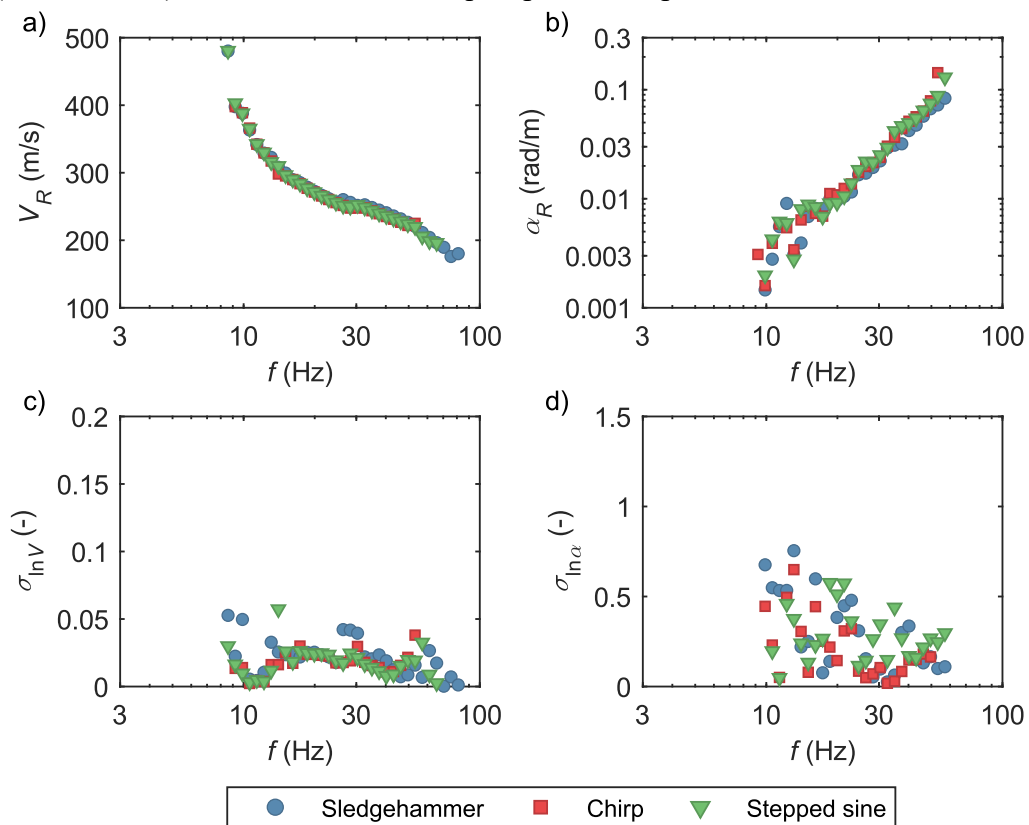 a)
500
400
300
200
100
V_R (m/s)
3
10
30
100
f (Hz)
b)
0.3
0.1
0.03
0.01
0.003
0.001
α_R (rad/m)
3
10
30
100
f (Hz)
c)
0.2
0.15
0.1
0.05
0
σ_lnV (-)
3
10
30
100
f (Hz)
d)
1.5
1
0.5
0
σ_lnα (-)
3
10
30
100
f (Hz)
Sledgehammer Chirp Stepped sine